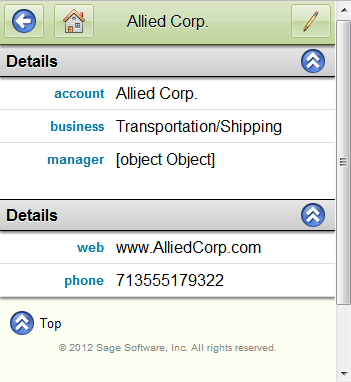 Allied Corp.
Details
account Allied Corp.
business Transportation/Shipping
manager [object Object]
Details
web www.AlliedCorp.com
phone 713555179322
Top
© 2012 Sage Software, Inc. All rights reserved.